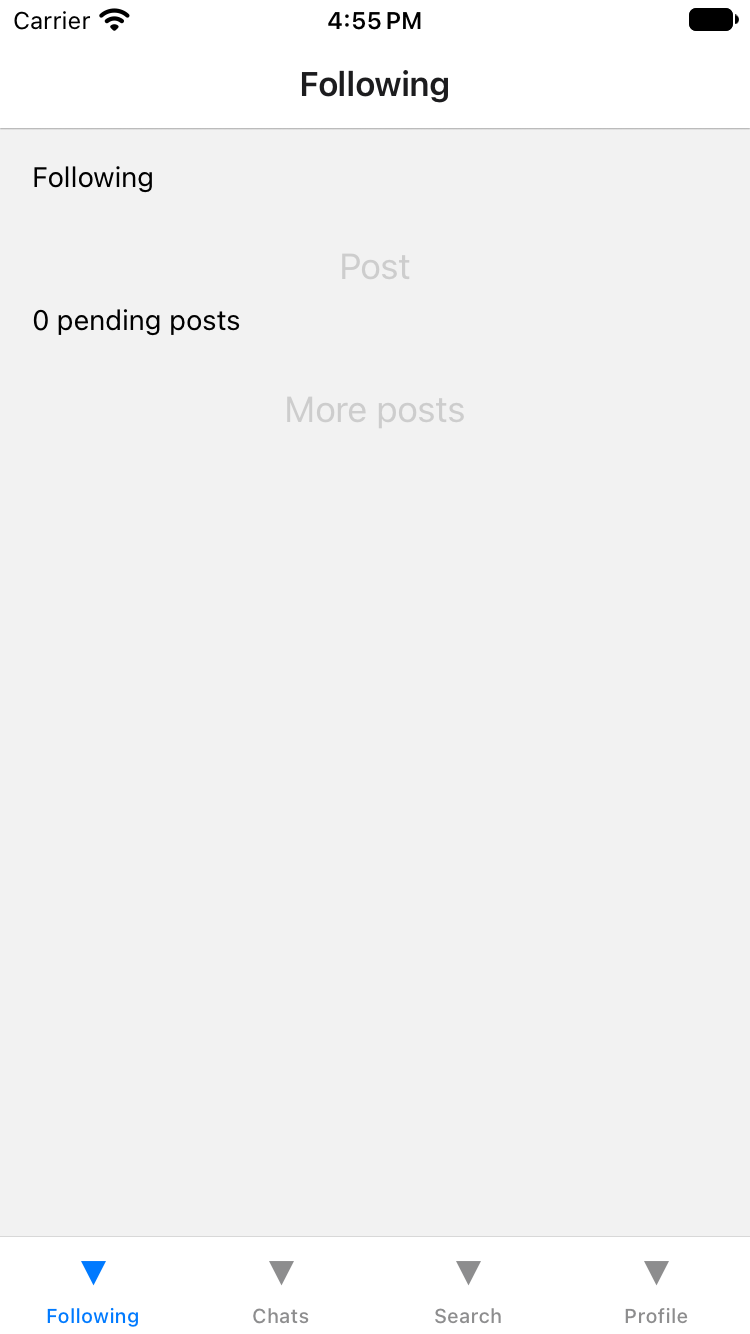 Carrier 4:55 PM
Following
Following
Post
0 pending posts
More posts
Following Chats Search Profile